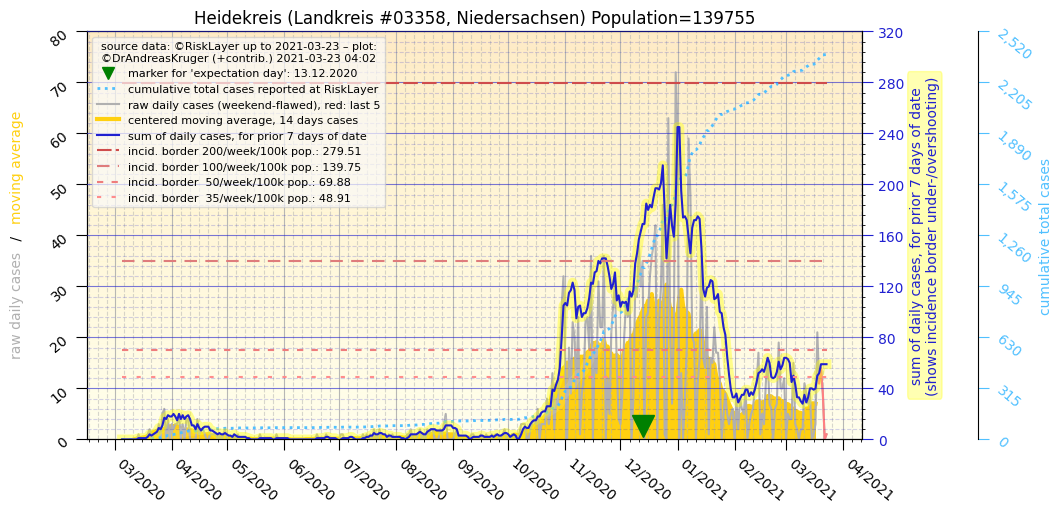 Heidekreis (Landkreis #03358, Niedersachsen) Population=139755
source data: ©RiskLayer up to 2021-03-23 – plot:
©DrAndreasKruger (+contrib.) 2021-03-23 04:02
marker for 'expectation day': 13.12.2020
cumulative total cases reported at RiskLayer
raw daily cases (weekend-flawed), red: last 5
centered moving average, 14 days cases
sum of daily cases, for prior 7 days of date
incid. border 200/week/100k pop.: 279.51
incid. border 100/week/100k pop.: 139.75
incid. border  50/week/100k pop.: 69.88
incid. border  35/week/100k pop.: 48.91
raw daily cases / moving average
80
70
60
50
40
30
20
10
0
320
280
240
200
160
120
80
40
0
sum of daily cases, for prior 7 days of date
(shows incidence border under-/overshooting)
2,520
2,205
1,890
1,575
1,260
945
630
315
0
cumulative total cases
03/2020
04/2020
05/2020
06/2020
07/2020
08/2020
09/2020
10/2020
11/2020
12/2020
01/2021
02/2021
03/2021
04/2021